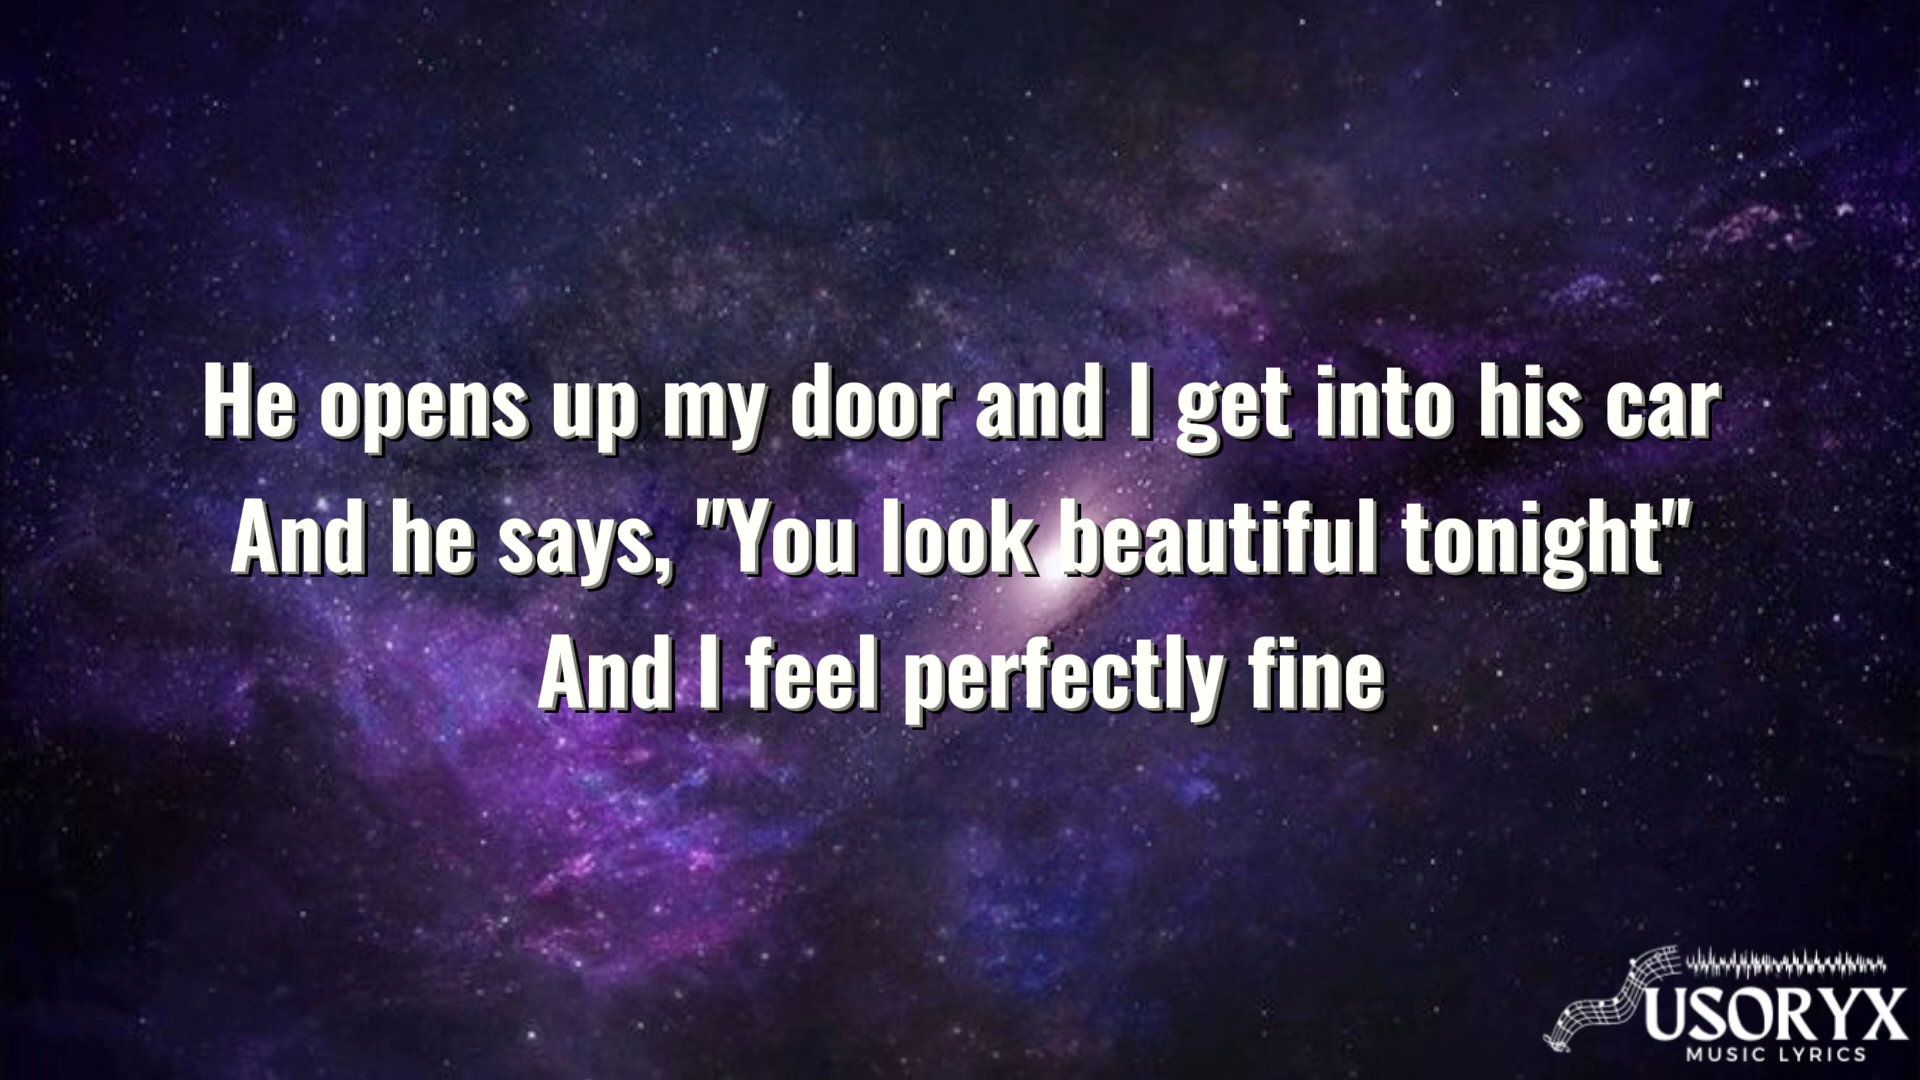 He opens up my door and I get into his car
And he says, "You look beautiful tonight"
And I feel perfectly fine
USORYX
MUSIC LYRICS